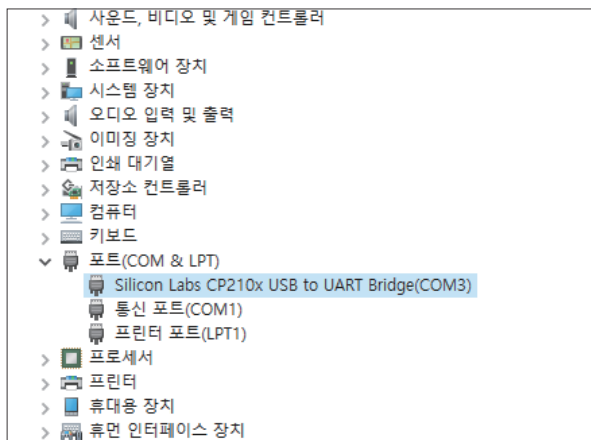 사운드, 비디오 및 게임 컨트롤러
센서
소프트웨어 장치
시스템 장치
오디오 입력 및 출력
이미징 장치
인쇄 대기열
저장소 컨트롤러
컴퓨터
키보드
포트(COM & LPT)
Silicon Labs CP210x USB to UART Bridge(COM3)
통신 포트(COM1)
프린터 포트(LPT1)
프로세서
프린터
휴대용 장치
휴먼 인터페이스 장치